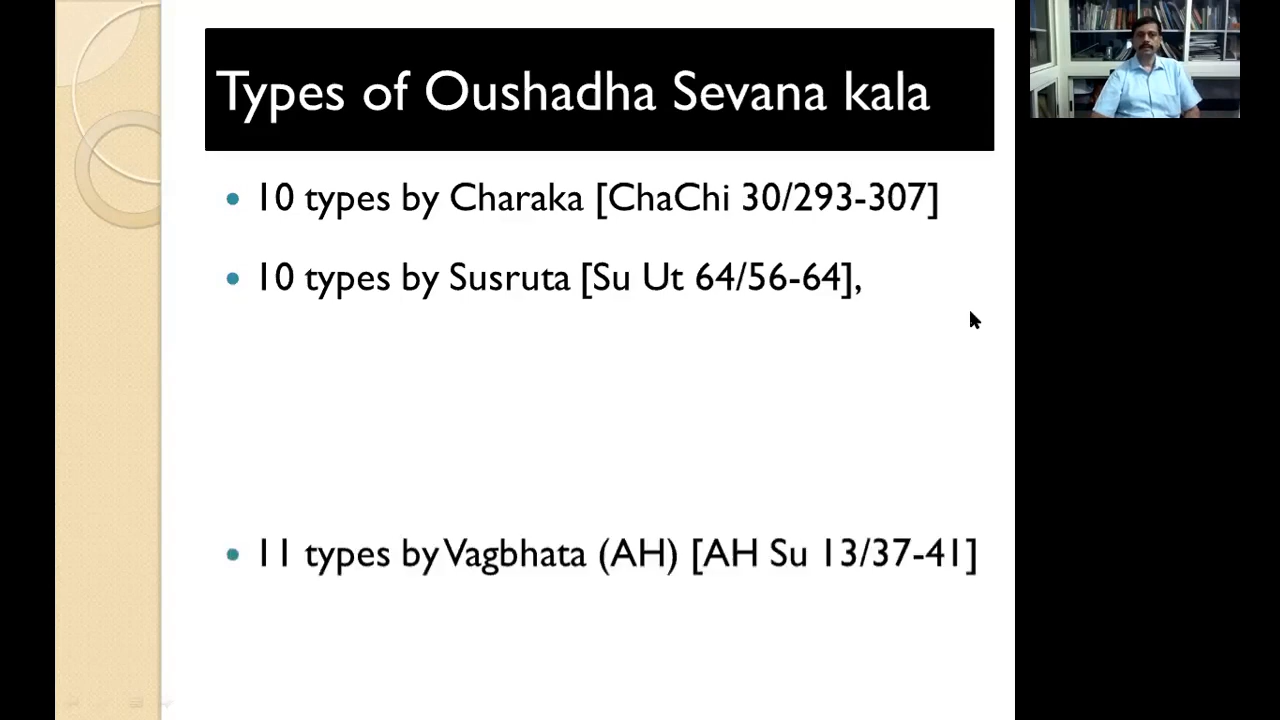 Types of Oushadha Sevana kala
10 types by Charaka [ChaChi 30/293-307]
10 types by Susruta [Su Ut 64/56-64],
11 types by Vagbhata (AH) [AH Su 13/37-41]